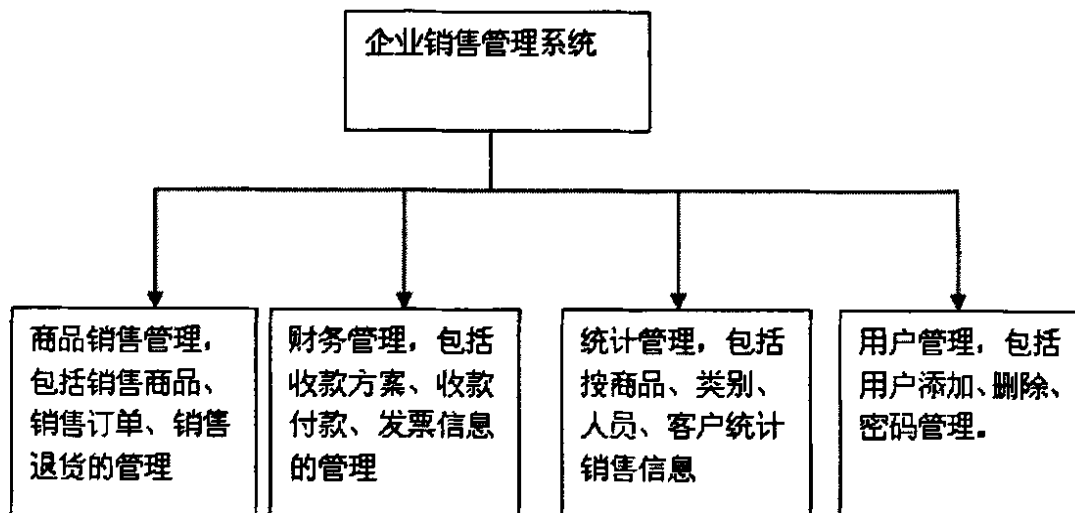 企业销售管理系统
商品销售管理，
包括销售商品、
销售订单、销售
退货的管理
财务管理，包括
收款方案、收款
付款、发票信息
的管理
统计管理，包括
按商品、类别、
人员、客户统计
销售信息
用户管理，包括
用户添加、删除、
密码管理。